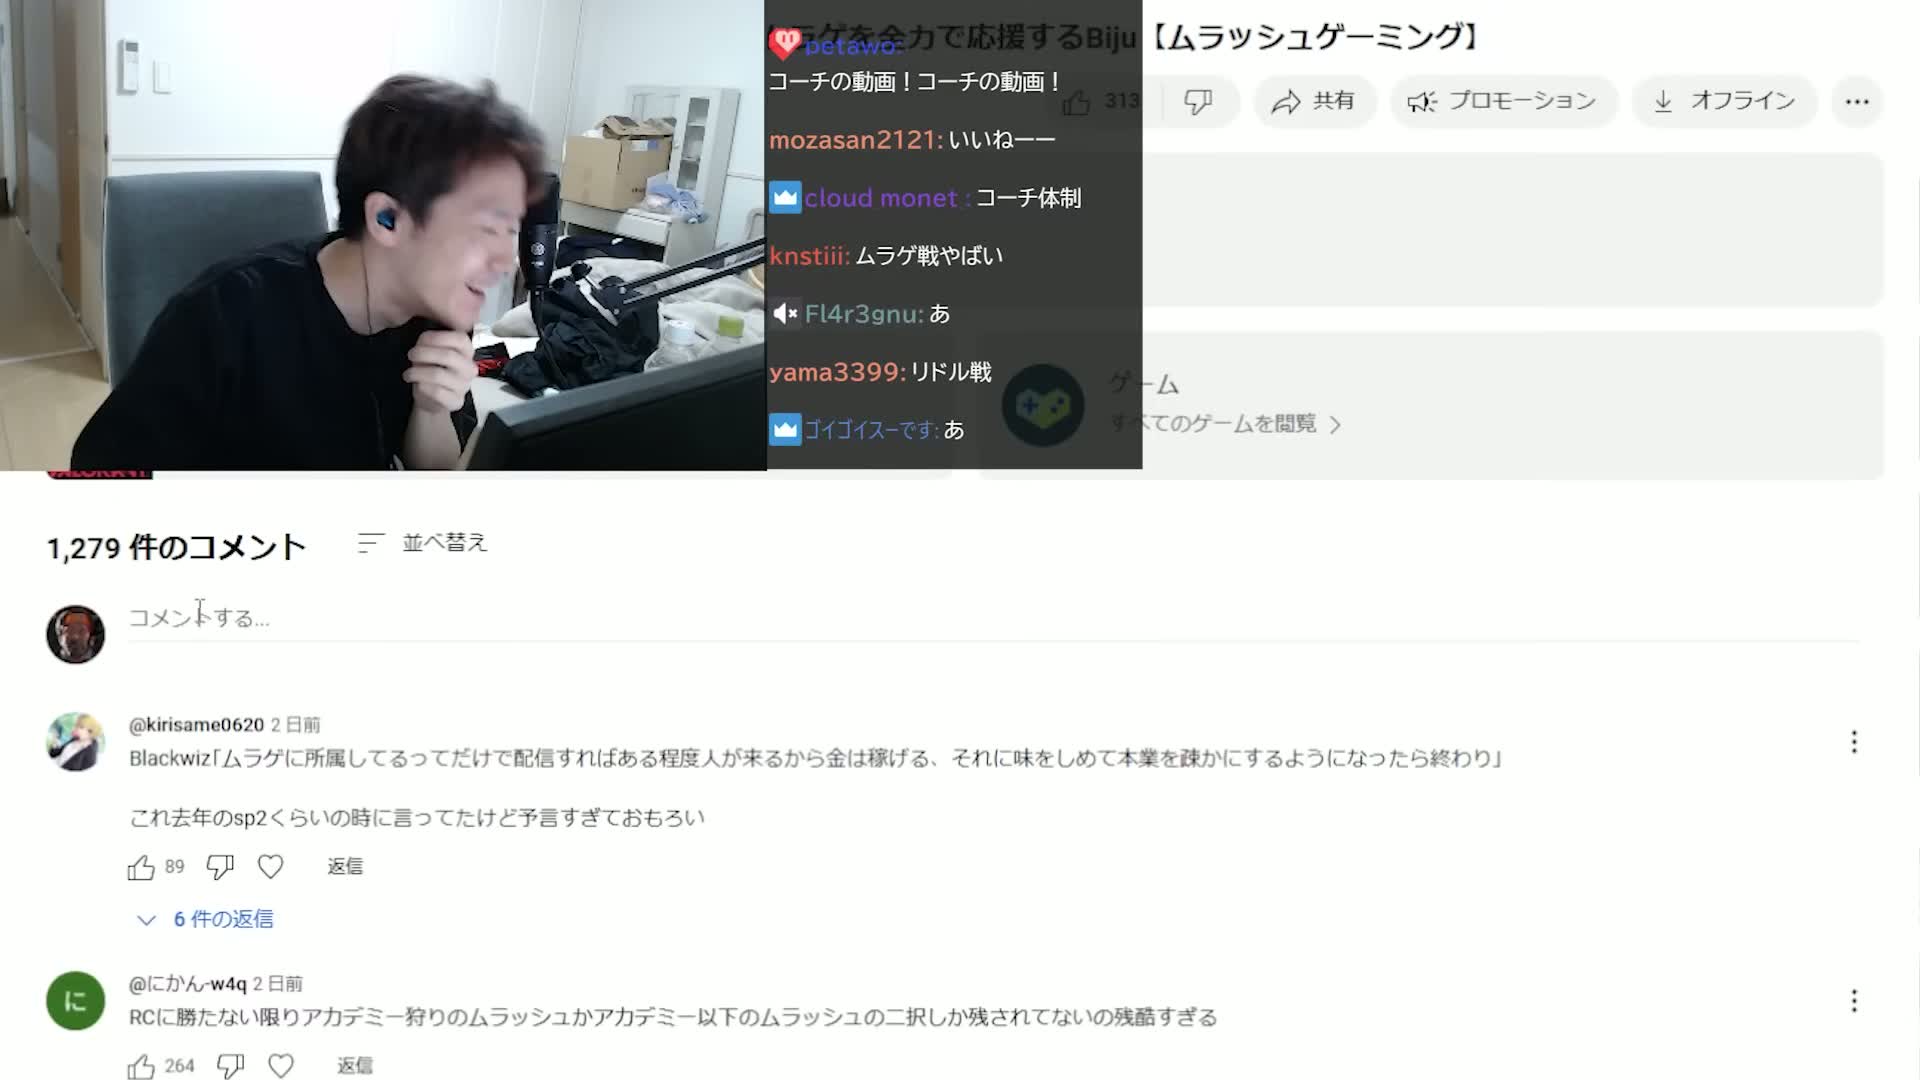 ムラゲを全力で応援するBiju【ムラッシュゲーミング】
313
共有
プロモーション
オフライン
petawo:
コーチの動画！コーチの動画！
mozasan2121: いいねーー
cloud monet : コーチ体制
knstiii: ムラゲ戦やばい
Fl4r3gnu: あ
yama3399: リドル戦
ゴイゴイスーです: あ
ゲーム
すべてのゲームを閲覧
1,279 件のコメント
並べ替え
コメントする...
@kirisame0620 2 日前
Blackwiz｢ムラゲに所属してるってだけで配信すればある程度人が来るから金は稼げる、それに味をしめて本業を疎かにするようになったら終わり｣
これ去年のsp2くらいの時に言ってたけど予言すぎておもろい
89
返信
6 件の返信
に
@にかん-w4q 2 日前
RCに勝たない限りアカデミー狩りのムラッシュかアカデミー以下のムラッシュの二択しか残されてないの残酷すぎる
264
返信